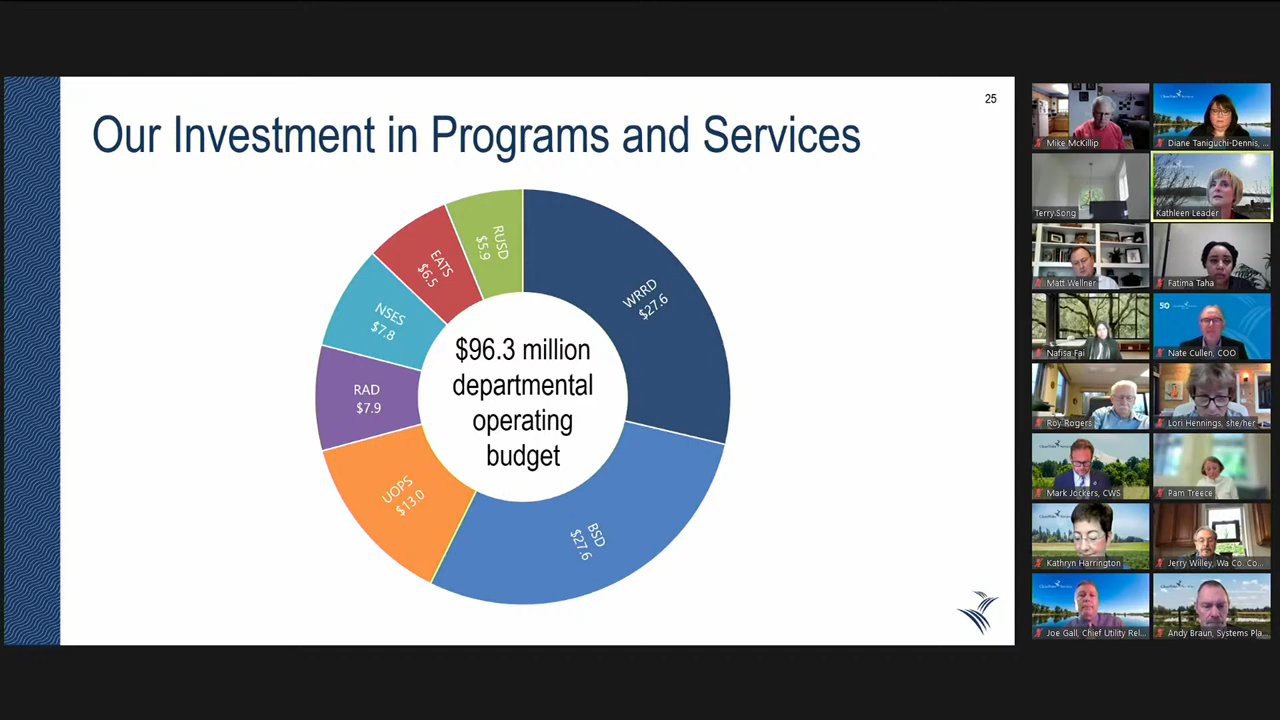 25
Our Investment in Programs and Services
RUSD
$5.9
WRRD
$27.6
EATS
$6.5
NSES
$7.8
RAD
$7.9
UOPS
$13.0
BSD
$27.6
$96.3 million
departmental
operating
budget
Mike McKillip
Diane Taniguchi-Dennis, ...
Terry Song
Kathleen Leader
Matt Wellner
Fatima Taha
Nafisa Fai
50
Nate Cullen, COO
Roy Rogers
Lori Hennings, she/her
Mark Jockers, CWS
Pam Treece
Kathryn Harrington
Jerry Willey, Wa Co. Co...
Joe Gall, Chief Utility Rel...
Andy Braun, Systems Pla...